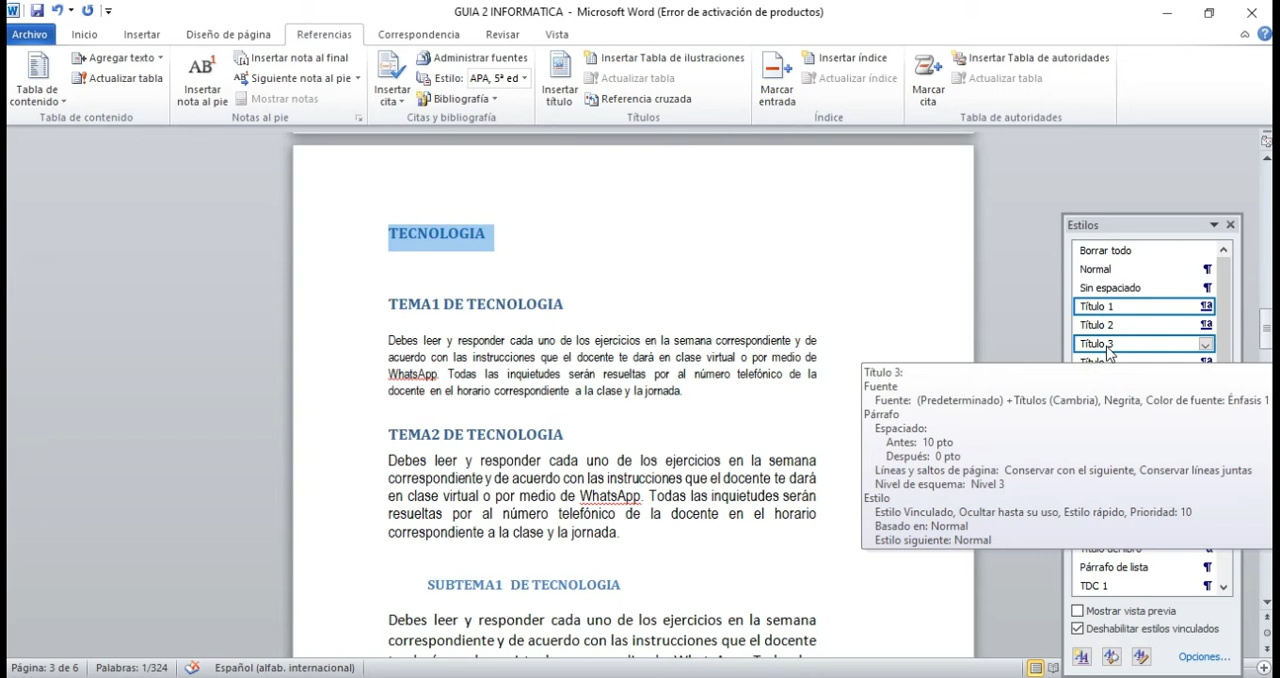 GUIA 2 INFORMATICA - Microsoft Word (Error de activación de productos)
Archivo Inicio Insertar Diseño de página Referencias Correspondencia Revisar Vista
Tabla de contenido
Agregar texto
Actualizar tabla
Tabla de contenido
AB1
Insertar nota al pie
Insertar nota al final
Siguiente nota al pie
Mostrar notas
Notas al pie
Insertar cita
Administrar fuentes
Estilo: APA, 5ª ed
Bibliografía
Citas y bibliografía
Insertar título
Insertar Tabla de ilustraciones
Actualizar tabla
Referencia cruzada
Títulos
Marcar entrada
Insertar índice
Actualizar índice
Índice
Marcar cita
Insertar Tabla de autoridades
Actualizar tabla
Tabla de autoridades
TECNOLOGIA
TEMA1 DE TECNOLOGIA
Debes leer y responder cada uno de los ejercicios en la semana correspondiente y de
acuerdo con las instrucciones que el docente te dará en clase virtual o por medio de
WhatsApp. Todas las inquietudes serán resueltas por al número telefónico de la
docente en el horario correspondiente a la clase y la jornada.
TEMA2 DE TECNOLOGIA
Debes leer y responder cada uno de los ejercicios en la semana
correspondiente y de acuerdo con las instrucciones que el docente te dará
en clase virtual o por medio de WhatsApp. Todas las inquietudes serán
resueltas por al número telefónico de la docente en el horario
correspondiente a la clase y la jornada.
SUBTEMA1 DE TECNOLOGIA
Debes leer y responder cada uno de los ejercicios en la semana
correspondiente y de acuerdo con las instrucciones que el docente
Estilos
Borrar todo
Normal
Sin espaciado
Título 1
Título 2
Título 3
Título 3:
Fuente
Fuente: (Predeterminado) +Títulos (Cambria), Negrita, Color de fuente: Énfasis 1
Párrafo
Espaciado:
Antes: 10 pto
Después: 0 pto
Líneas y saltos de página: Conservar con el siguiente, Conservar líneas juntas
Nivel de esquema: Nivel 3
Estilo
Estilo Vinculado, Ocultar hasta su uso, Estilo rápido, Prioridad: 10
Basado en: Normal
Estilo siguiente: Normal
Título del libro
Párrafo de lista
TDC 1
Mostrar vista previa
Deshabilitar estilos vinculados
Opciones...
Página: 3 de 6 Palabras: 1/324 Español (alfab. internacional)